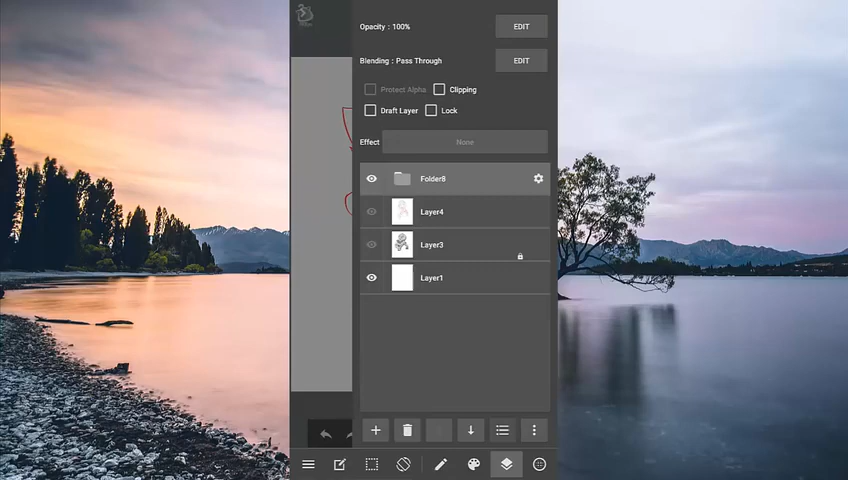 Opacity : 100%
EDIT
Blending : Pass Through
EDIT
Protect Alpha
Clipping
Draft Layer
Lock
Effect
None
Folder8
Layer4
Layer3
Layer1